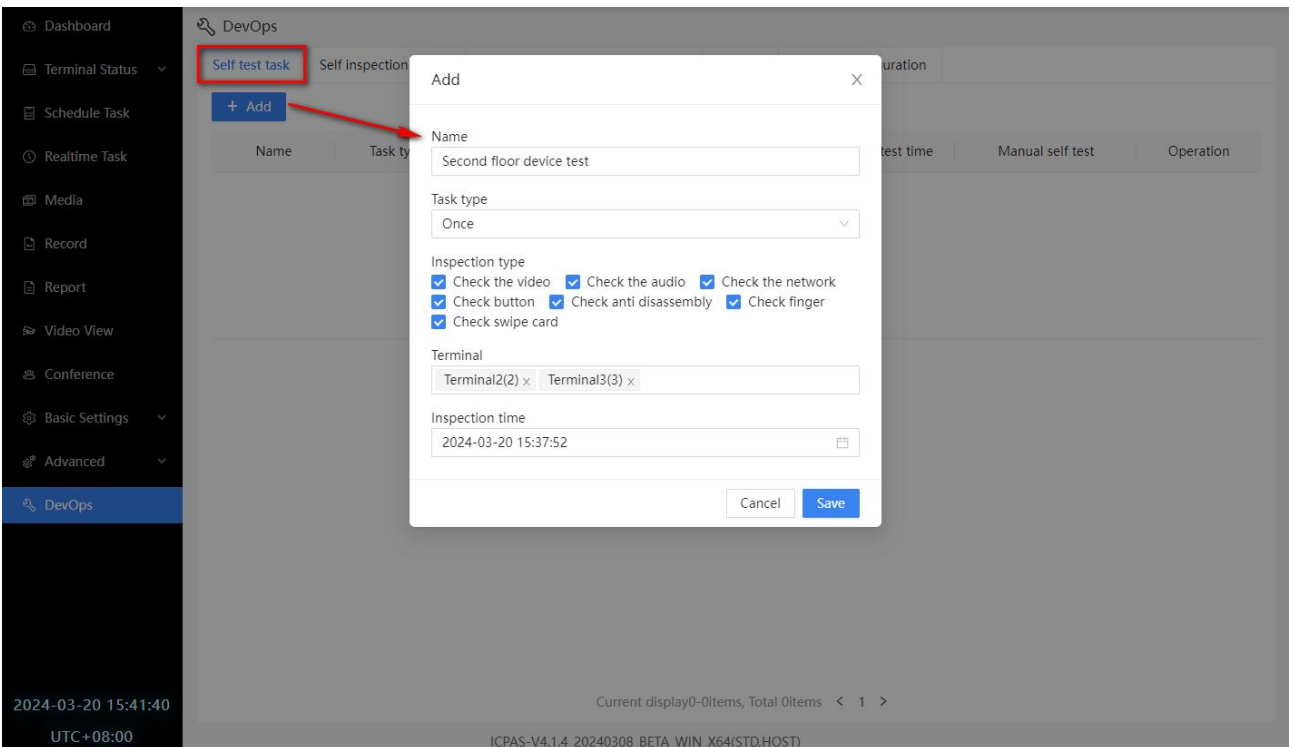 Dashboard
Terminal Status
Schedule Task
Realtime Task
Media
Record
Report
Video View
Conference
Basic Settings
Advanced
DevOps
2024-03-20 15:41:40
UTC+08:00
DevOps
Self test task Self inspection uration
+ Add
Name Task ty test time Manual self test Operation
Add
Name
Second floor device test
Task type
Once
Inspection type
Check the video Check the audio Check the network
Check button Check anti disassembly Check finger
Check swipe card
Terminal
Terminal2(2) x Terminal3(3) x
Inspection time
2024-03-20 15:37:52
Cancel Save
Current display0-0items, Total 0items < 1 >
ICPAS-V4.1.4_20240308_BETA_WIN_X64(STD,HOST)